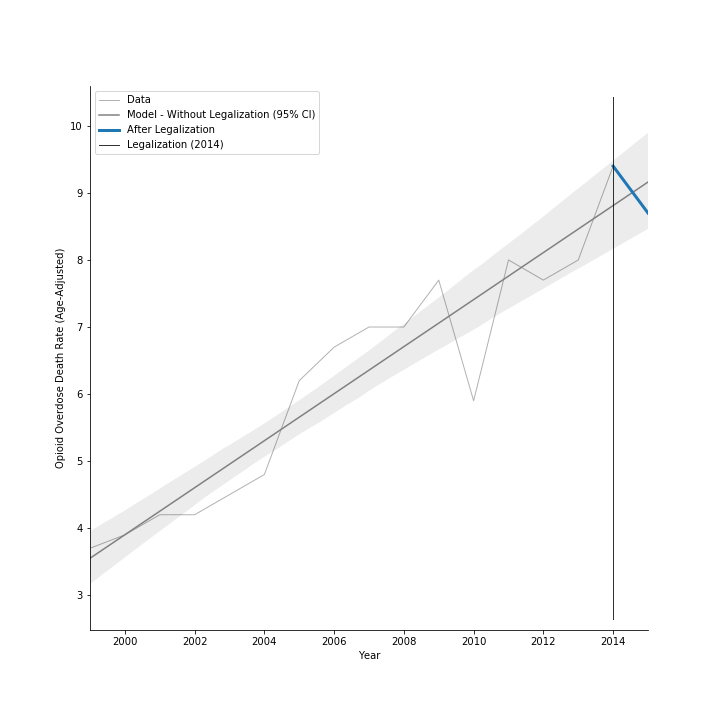 Data
Model - Without Legalization (95% CI)
After Legalization
Legalization (2014)
10
9
8
7
6
5
4
3
Opioid Overdose Death Rate (Age-Adjusted)
2000 2002 2004 2006 2008 2010 2012 2014
Year